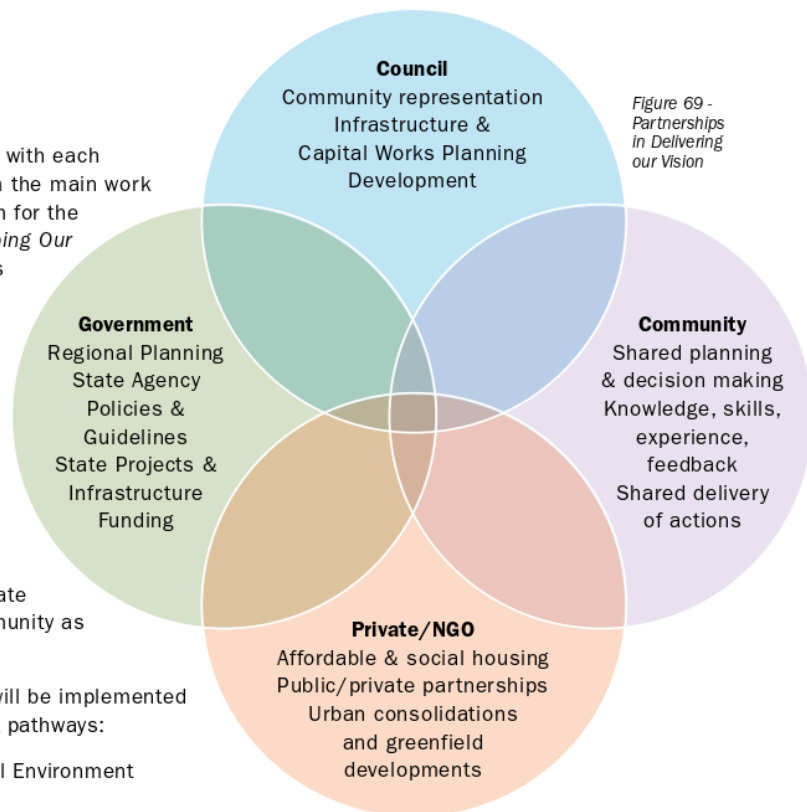 Council
Community representation
Infrastructure &
Capital Works Planning
Development
Figure 69 -
Partnerships
in Delivering
our Vision
with each
the main work
for the
Our
Government
Regional Planning
State Agency
Policies &
Guidelines
State Projects &
Infrastructure
Funding
Community
Shared planning
& decision making
Knowledge, skills,
experience,
feedback
Shared delivery
of actions
as
Private/NGO
Affordable & social housing
Public/private partnerships
Urban consolidations
and greenfield
developments
will be implemented
pathways:
Environment